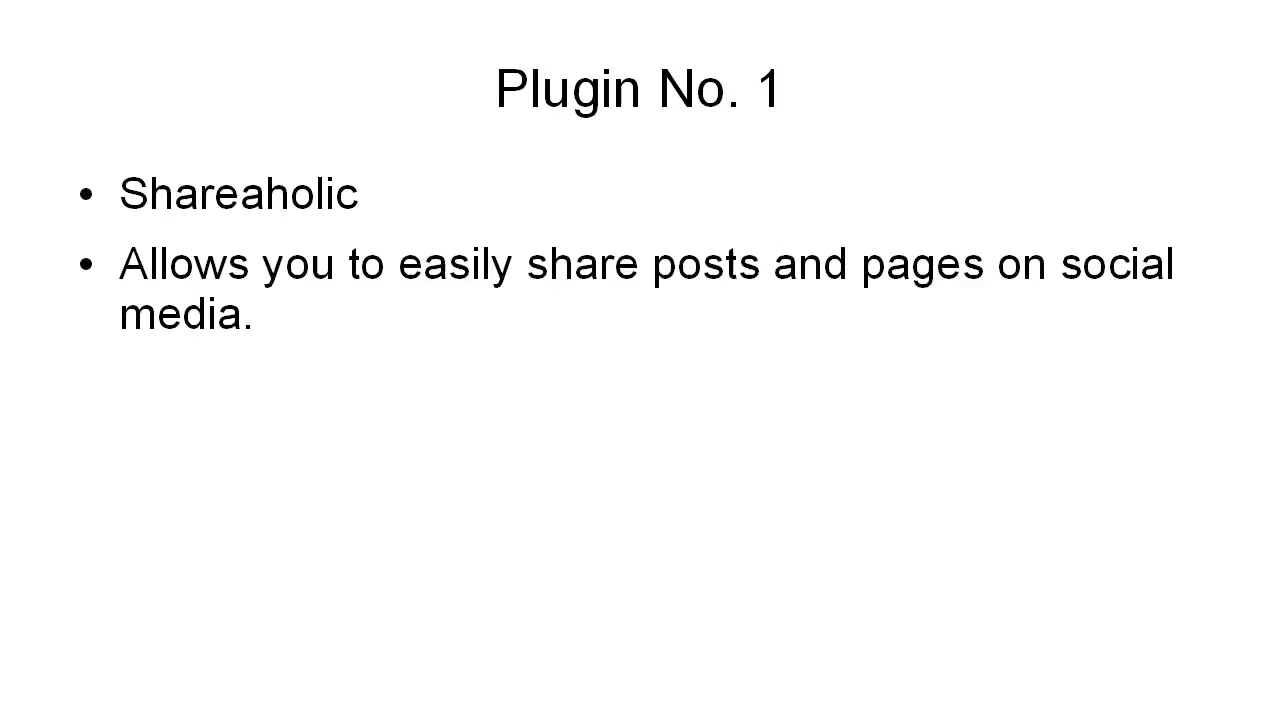 Plugin No. 1
• Shareaholic
• Allows you to easily share posts and pages on social
media.